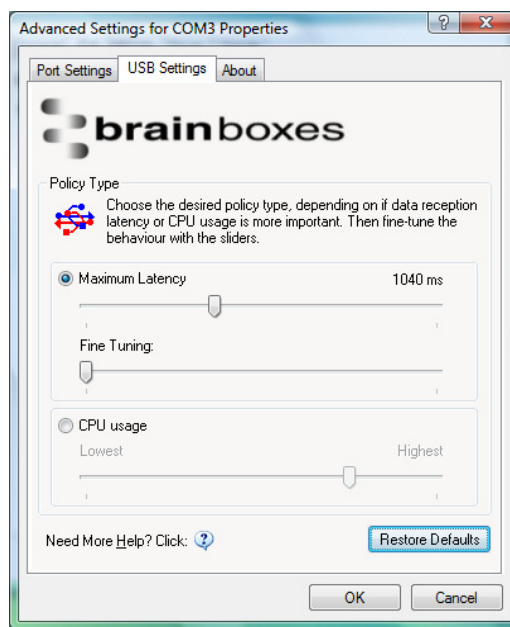 Advanced Settings for COM3 Properties
Port Settings
USB Settings
About
brainboxes
Policy Type
Choose the desired policy type, depending on if data reception
latency or CPU usage is more important. Then fine-tune the
behaviour with the sliders.
Maximum Latency
1040 ms
Fine Tuning:
CPU usage
Lowest
Highest
Need More Help? Click:
Restore Defaults
OK
Cancel